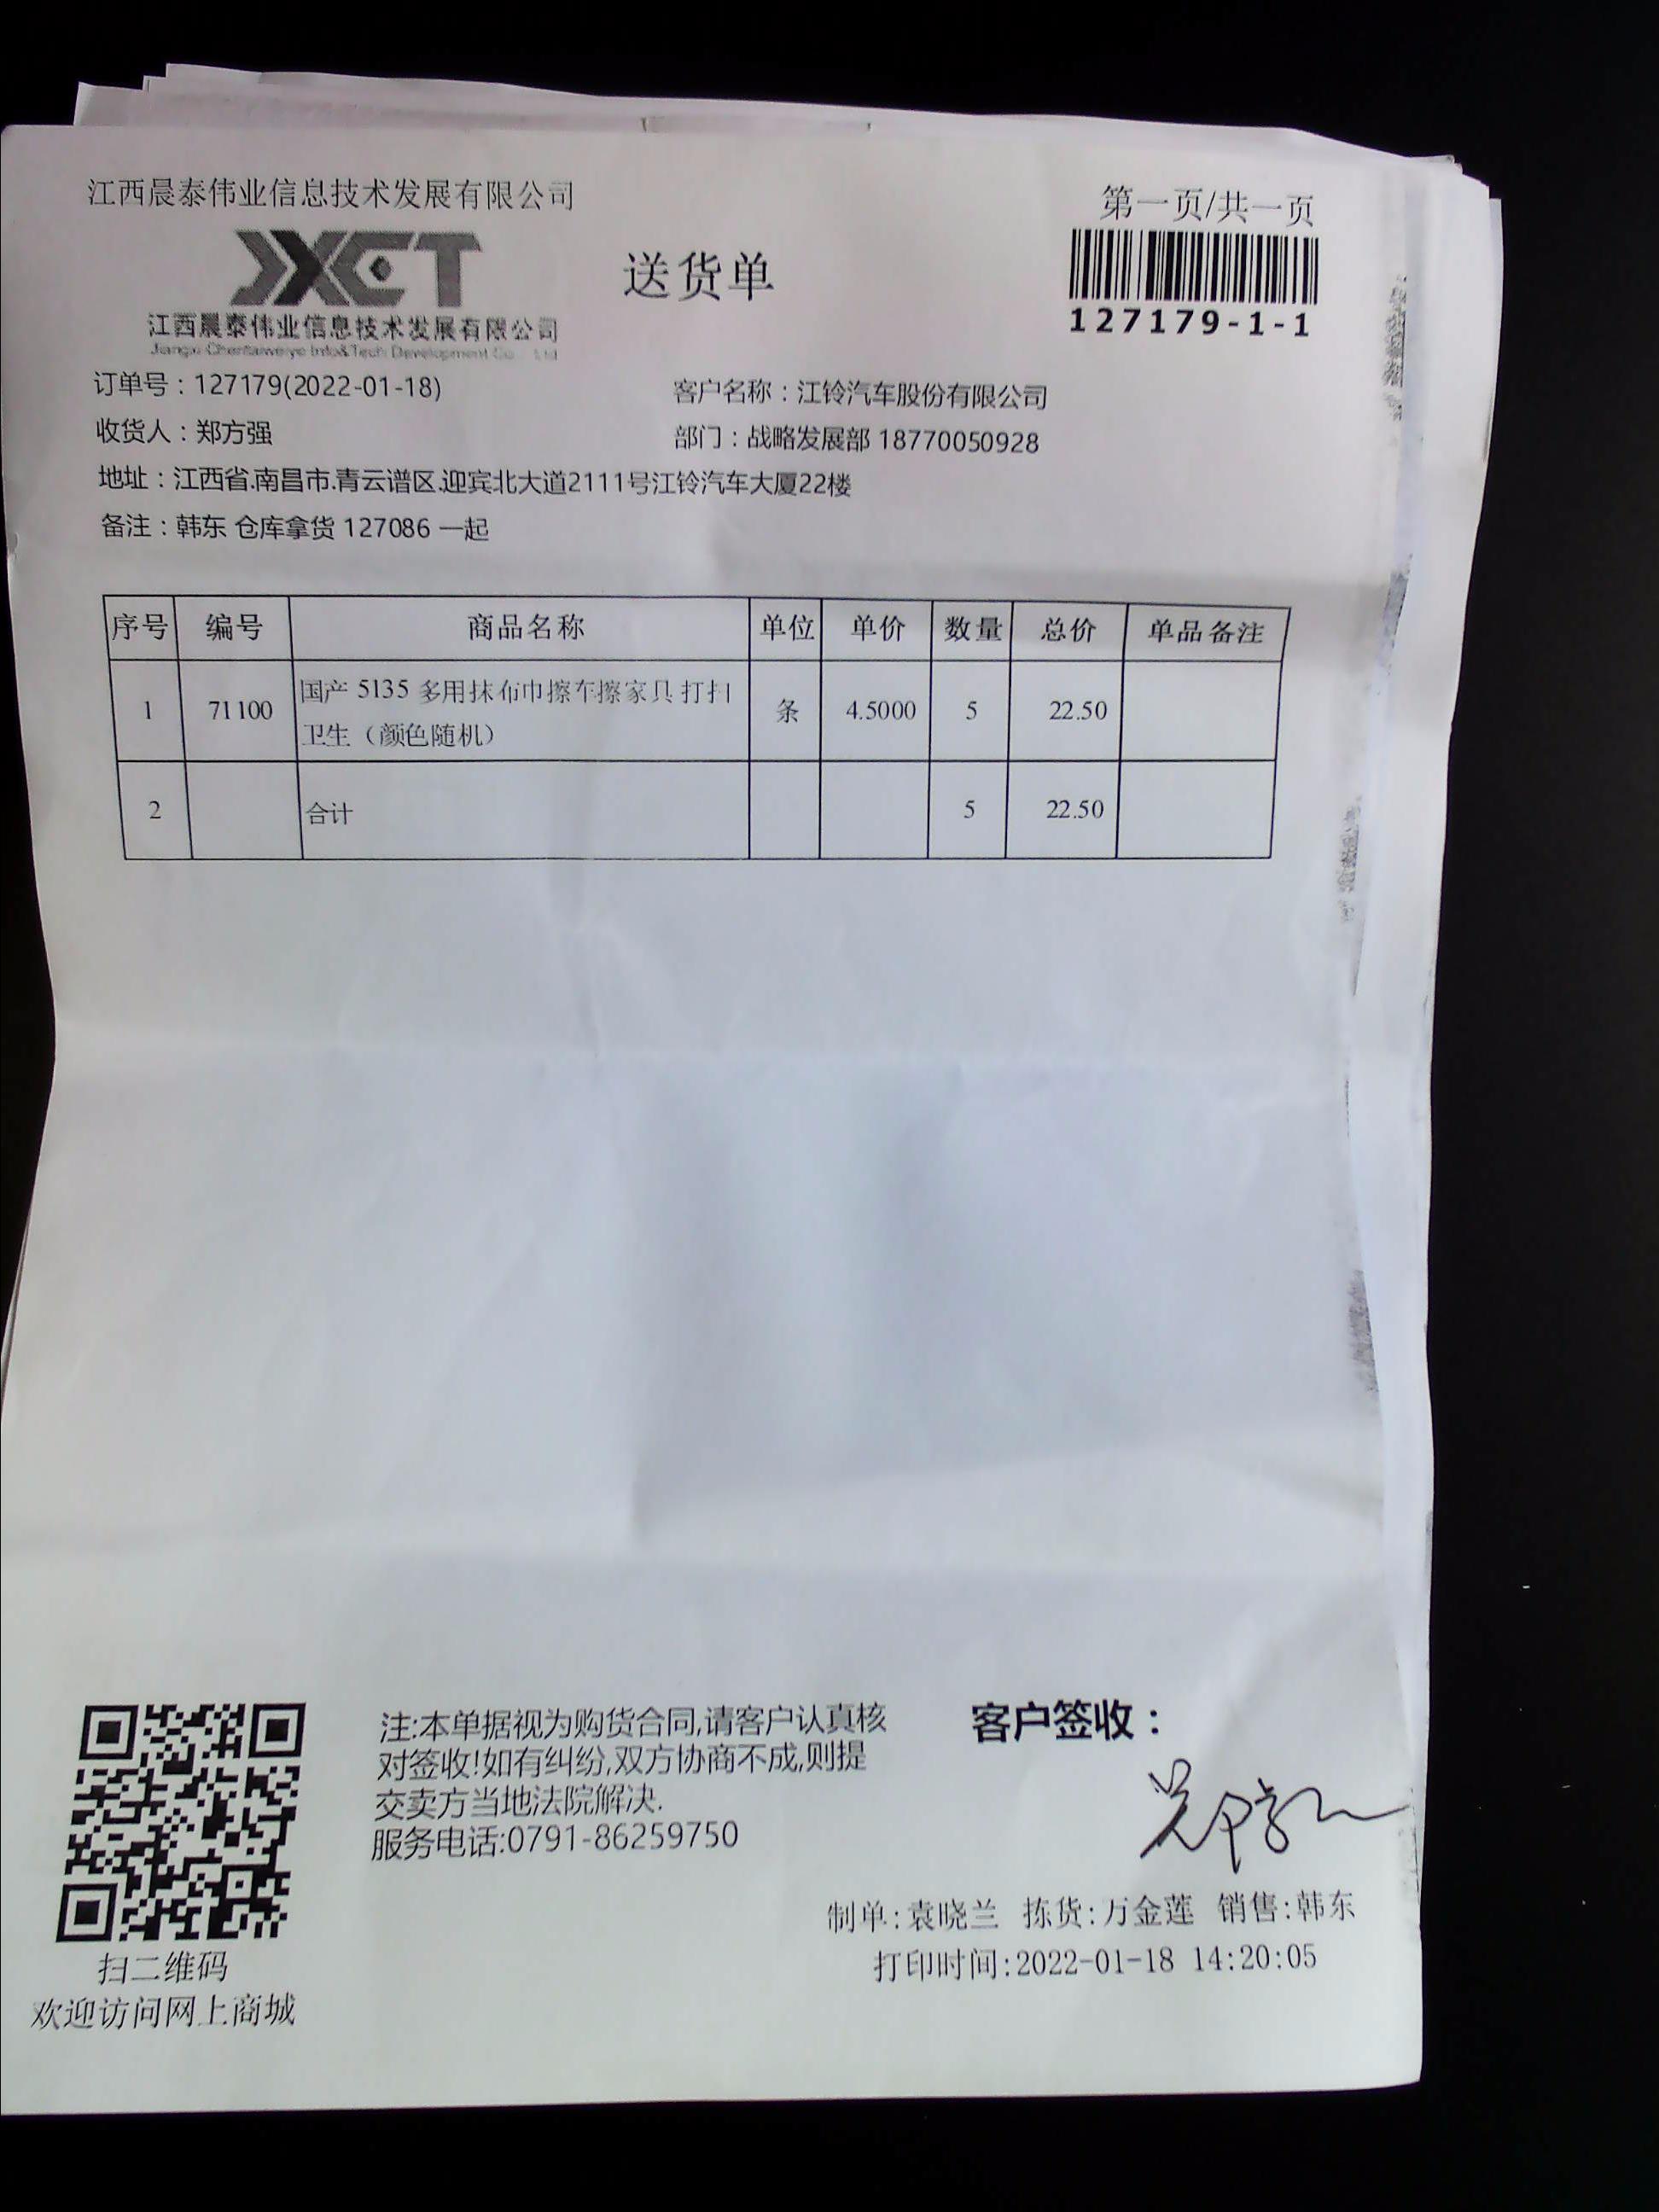 江西晨泰伟业信息技术发展有限公司
第一页/共一页
JXCT
送货单
127179-1-1
江西晨泰伟业信息技术发展有限公司
Jiangxi Chentaiweiye Info&Tech Development Co., Ltd
订单号：127179(2022-01-18)
客户名称：江铃汽车股份有限公司
收货人：郑方强
部门：战略发展部 18770050928
地址：江西省.南昌市.青云谱区.迎宾北大道2111号江铃汽车大厦22楼
备注：韩东 仓库拿货 127086 一起
序号 编号 商品名称 单位 单价 数量 总价 单品备注
1 71100 国产 5135 多用抹布巾擦车擦家具 打扫 条 4.5000 5 22.50
卫生（颜色随机）
2 合计 5 22.50
注:本单据视为购货合同,请客户认真核
对签收!如有纠纷,双方协商不成,则提
交卖方当地法院解决.
服务电话:0791-86259750
客户签收：
制单:袁晓兰 拣货:万金莲 销售:韩东
打印时间:2022-01-18 14:20:05
扫二维码
欢迎访问网上商城